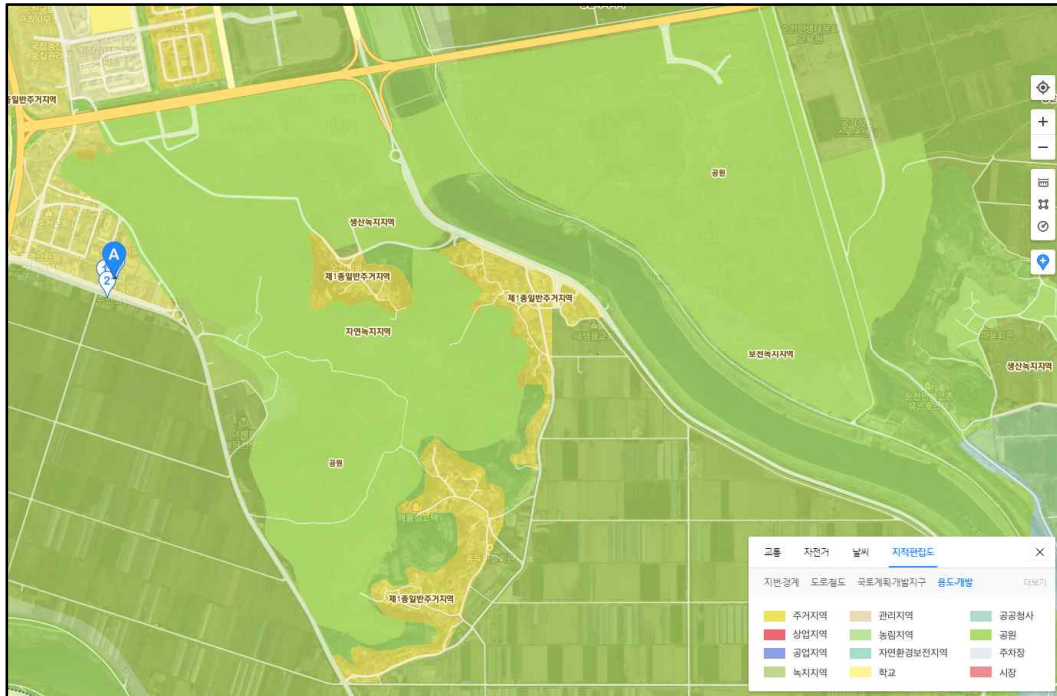 종일반주거지역
공원
생산녹지지역
제1종일반주거지역
제1종일반주거지역
자연녹지지역
보전녹지지역
생산녹지지역
공원
제1종일반주거지역
A
2
교통 자전거 날씨 지적편집도
지번·경계 도로·철도 국토계획·개발지구 용도·개발 더보기
주거지역 관리지역 공공청사
상업지역 농림지역 공원
공업지역 자연환경보전지역 주차장
녹지지역 학교 시장